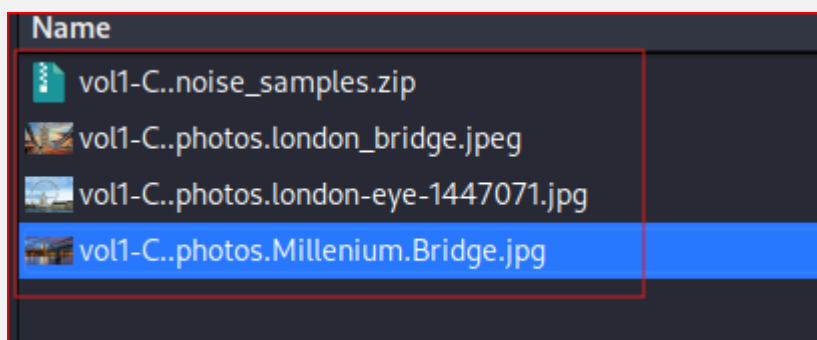 Name
vol1-C..noise_samples.zip
vol1-C..photos.london_bridge.jpeg
vol1-C..photos.london-eye-1447071.jpg
vol1-C..photos.Millenium.Bridge.jpg